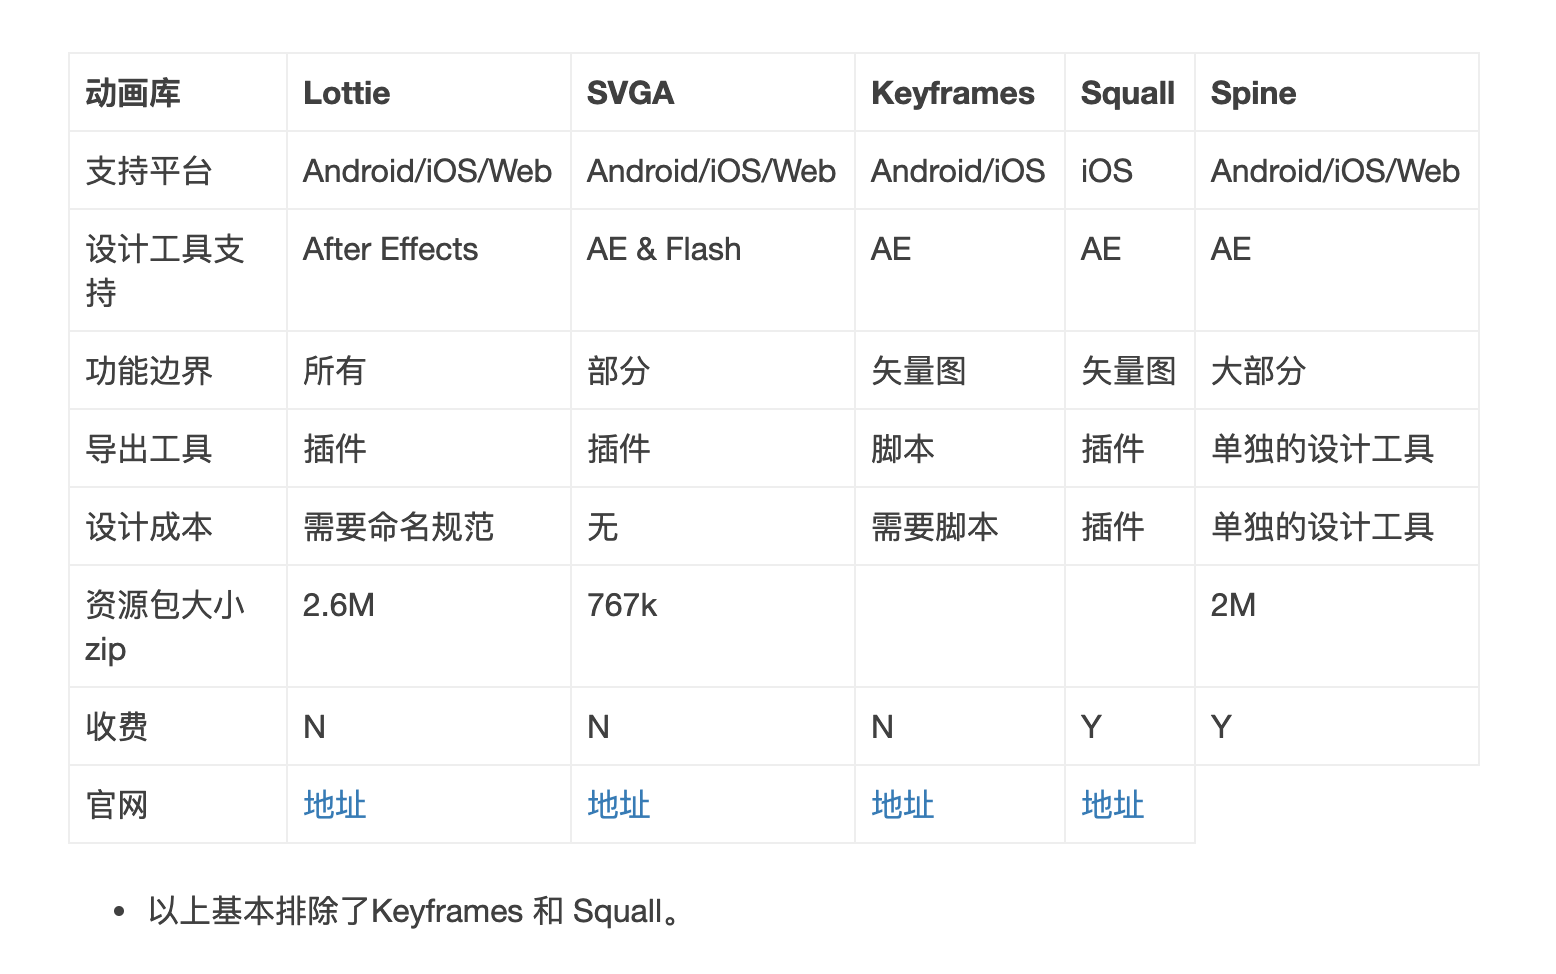 动画库 Lottie SVGA Keyframes Squall Spine
支持平台 Android/iOS/Web Android/iOS/Web Android/iOS iOS Android/iOS/Web
设计工具支 After Effects AE & Flash AE AE AE
持
功能边界 所有 部分 矢量图 矢量图 大部分
导出工具 插件 插件 脚本 插件 单独的设计工具
设计成本 需要命名规范 无 需要脚本 插件 单独的设计工具
资源包大小 2.6M 767k 2M
zip
收费 N N N Y Y
官网 地址 地址 地址 地址
• 以上基本排除了Keyframes 和 Squall。